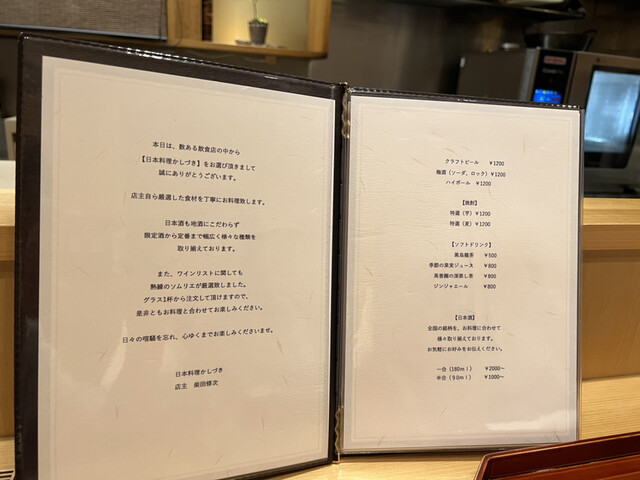 本日は、数ある飲食店の中から
【日本料理かしづき】をお選び頂きまして
誠にありがとうございます。
店主自ら厳選した食材を丁寧にお料理致します。
日本酒も地酒にこだわらず
限定酒から定番まで幅広く様々な種類を
取り揃えております。
また、ワインリストに関しても
熟練のソムリエが厳選致しました。
グラス1杯から注文して頂けますので、
是非ともお料理と合わせてお楽しみください。
日々の喧騒を忘れ、心ゆくまでお楽しみくださいませ。
日本料理かしづき
店主 柴田修次
クラフトビール ¥1200
梅酒（ソーダ、ロック）¥1200
ハイボール ¥1200
【焼酎】
特選（芋）¥1200
特選（麦）¥1200
【ソフトドリンク】
黒烏龍茶 ¥500
季節の果実ジュース ¥800
高香園の深蒸し茶 ¥800
ジンジャエール ¥800
【日本酒】
全国の銘柄を、お料理に合わせて
様々取り揃えております。
お気軽にお好みをお伝えください。
一合（180ml） ¥2000〜
半合（90ml） ¥1000〜